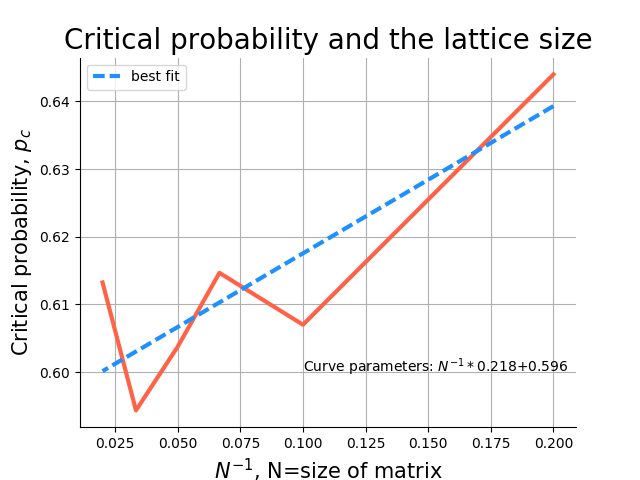 Critical probability and the lattice size
best fit
Critical probability, $p_c$
0.64
0.63
0.62
0.61
0.60
Curve parameters: $N^{-1}*0.218+0.596$
0.025 0.050 0.075 0.100 0.125 0.150 0.175 0.200
$N^{-1}$, N=size of matrix